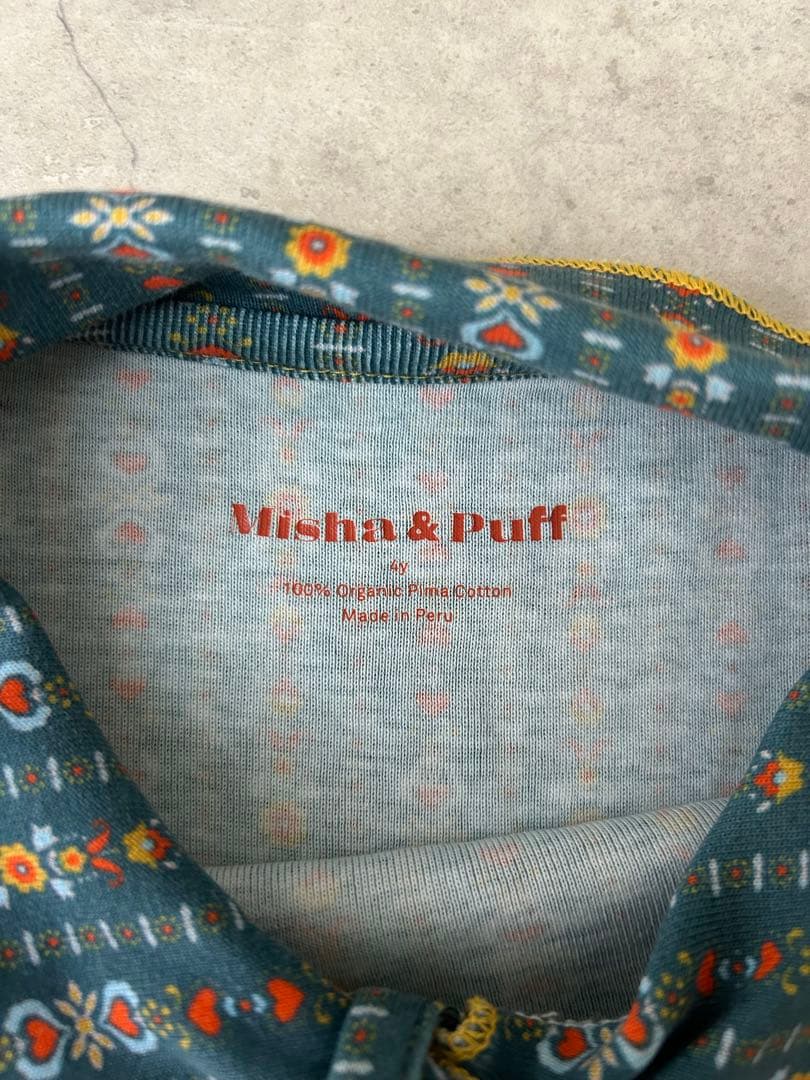 Misha & Puff
4y
100% Organic Pima Cotton
Made in Peru